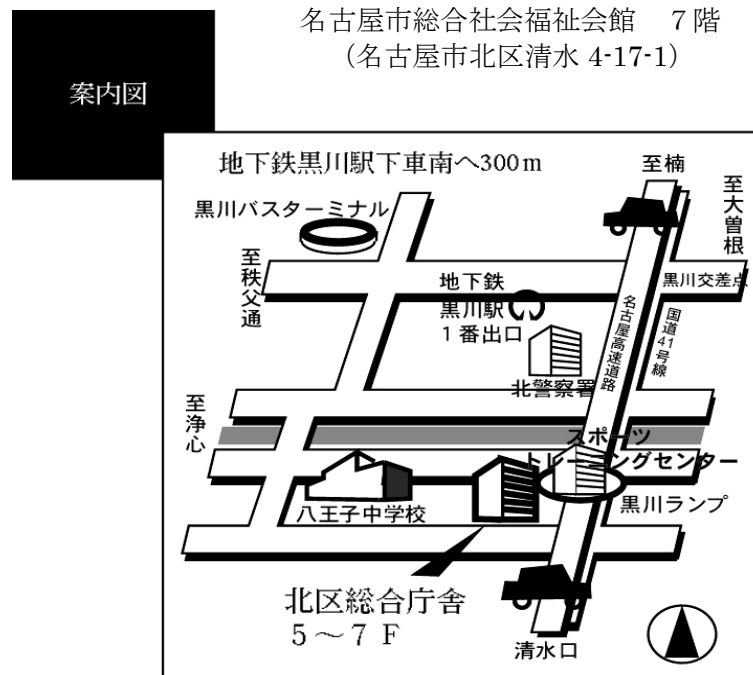 名古屋市総合社会福祉会館　７階
（名古屋市北区清水 4-17-1）
案内図
地下鉄黒川駅下車南へ300ｍ
至楠
至大曽根
黒川バスターミナル
至秩父通
地下鉄
黒川駅
１番出口
黒川交差点
名古屋高速道路
国道41号線
北警察署
至浄心
スポーツ
トレーニングセンター
八王子中学校
黒川ランプ
北区総合庁舎
５～７Ｆ
清水口